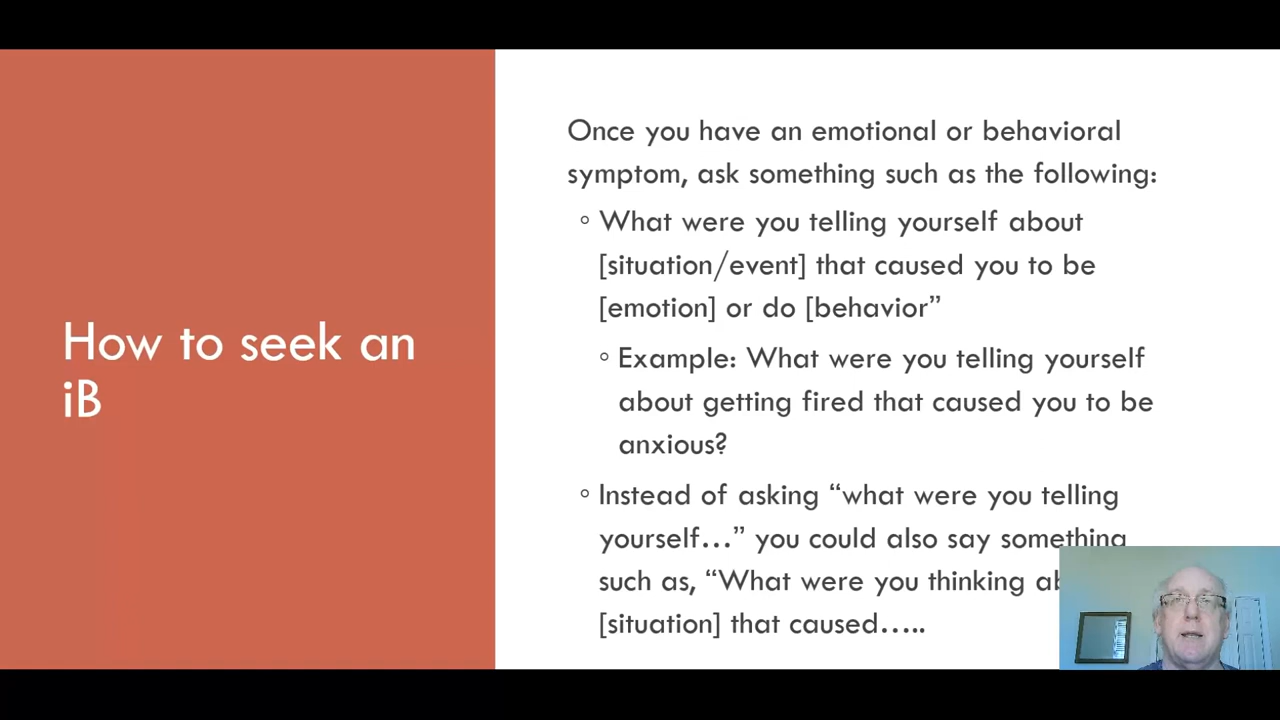 How to seek an
iB
Once you have an emotional or behavioral
symptom, ask something such as the following:
◦ What were you telling yourself about
[situation/event] that caused you to be
[emotion] or do [behavior”
◦ Example: What were you telling yourself
about getting fired that caused you to be
anxious?
◦ Instead of asking “what were you telling
yourself…” you could also say something
such as, “What were you thinking
[situation] that caused…..